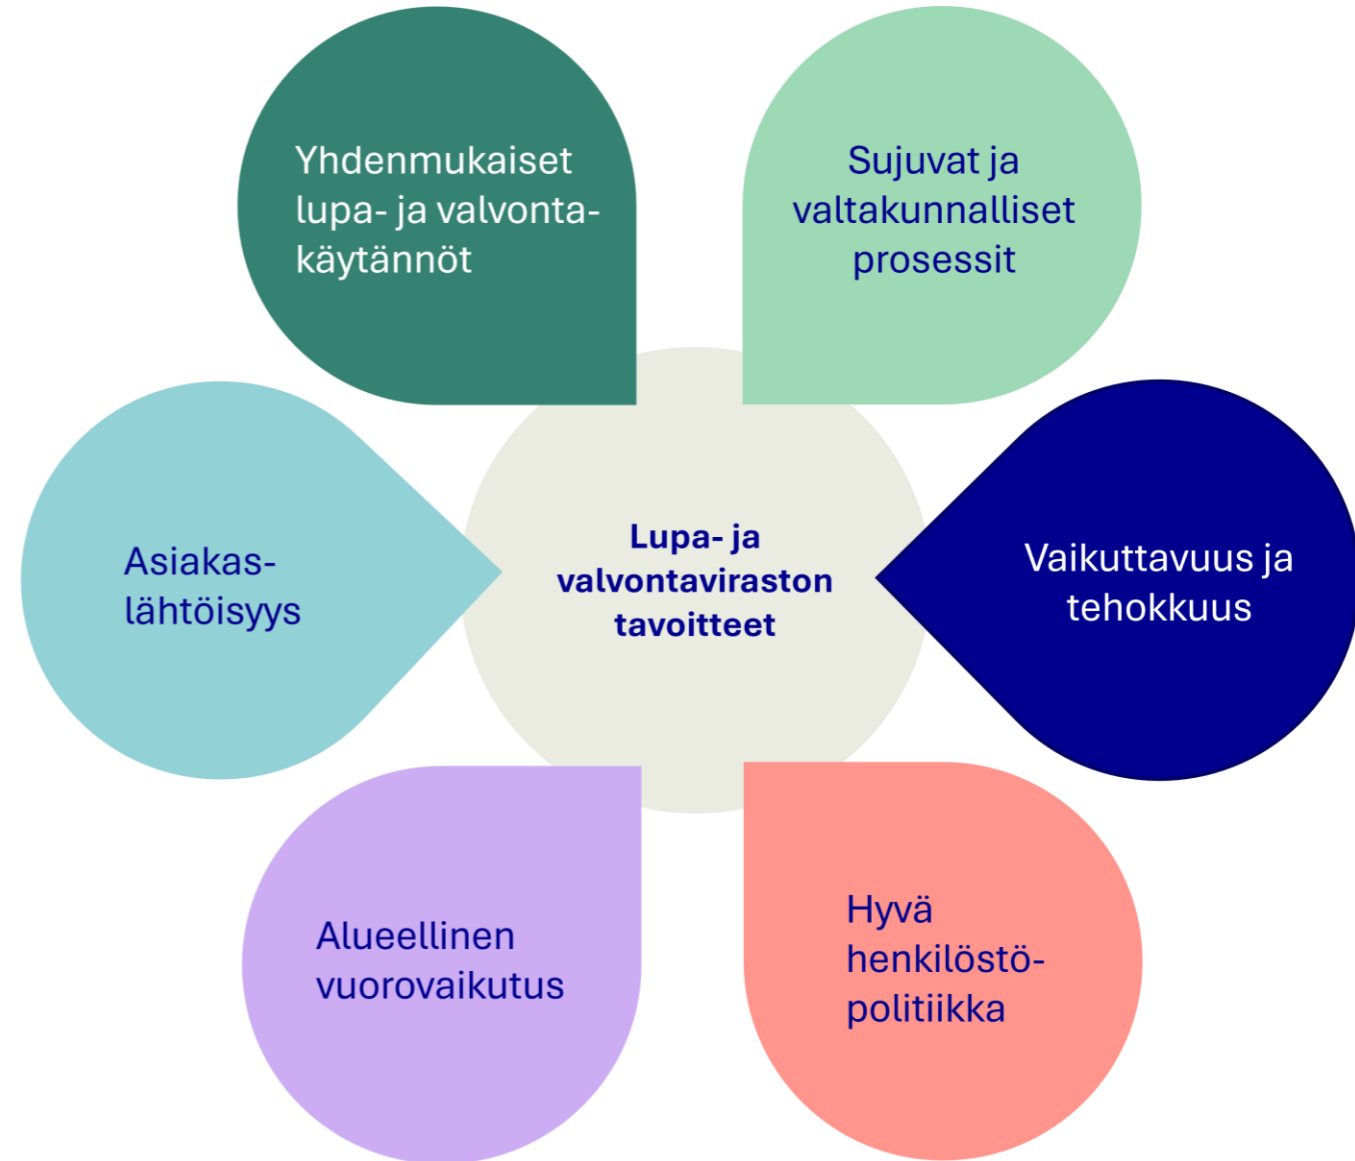 Yhdenmukaiset
lupa- ja valvonta-
käytännöt
Sujuvat ja
valtakunnalliset
prosessit
Asiakas-
lähtöisyys
Lupa- ja
valvontaviraston
tavoitteet
Vaikuttavuus ja
tehokkuus
Alueellinen
vuorovaikutus
Hyvä
henkilöstö-
politiikka